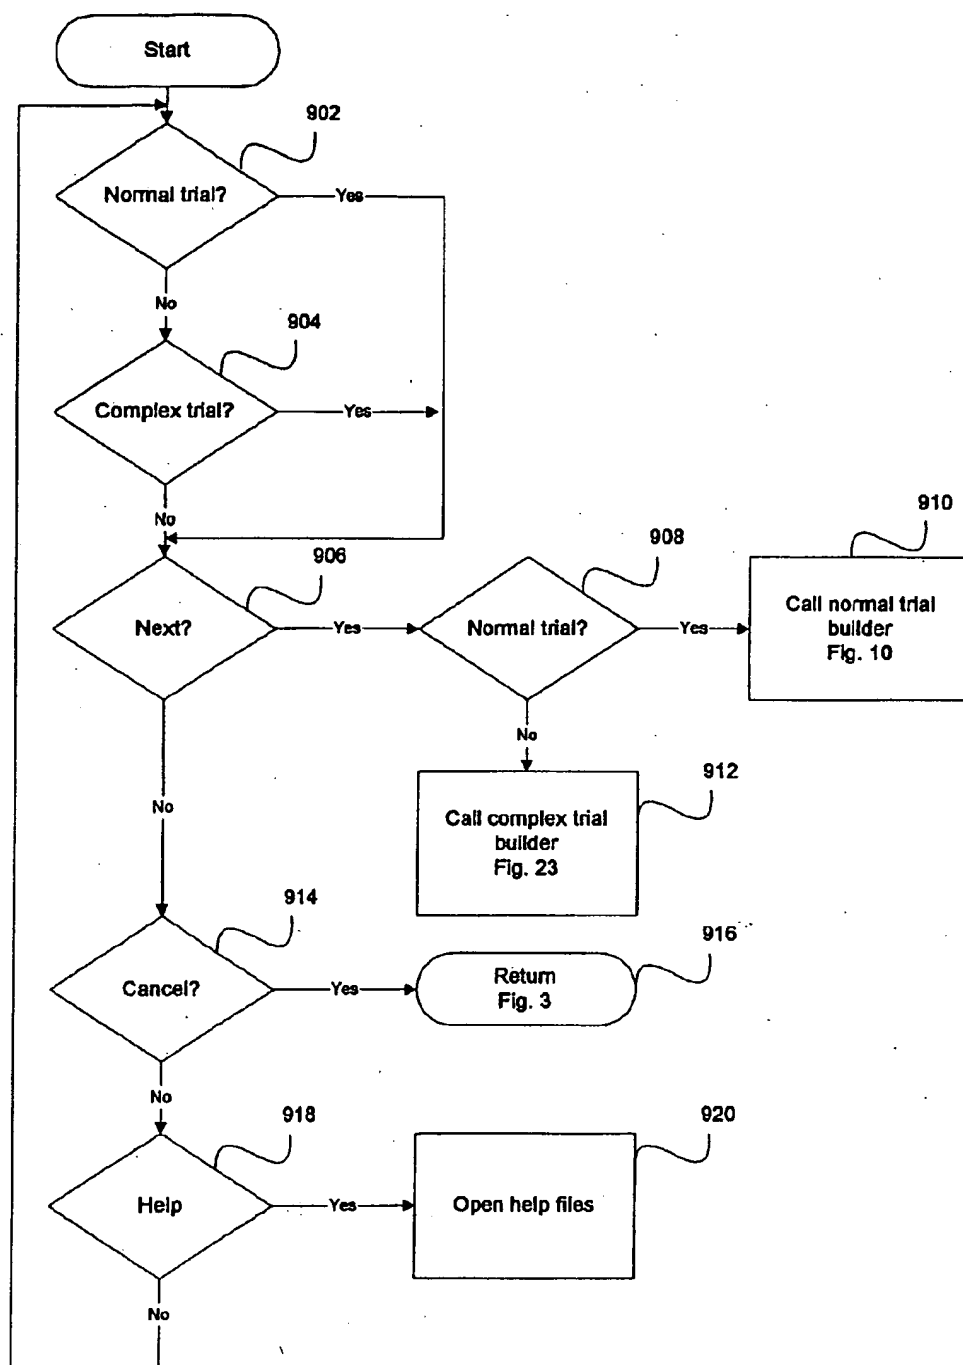 Start
902
Normal trial?
Yes
No
904
Complex trial?
Yes
No
906
Next?
Yes
908
Normal trial?
Yes
910
Call normal trial
builder
Fig. 10
No
912
Call complex trial
builder
Fig. 23
No
914
Cancel?
Yes
916
Return
Fig. 3
No
918
Help
Yes
920
Open help files
No